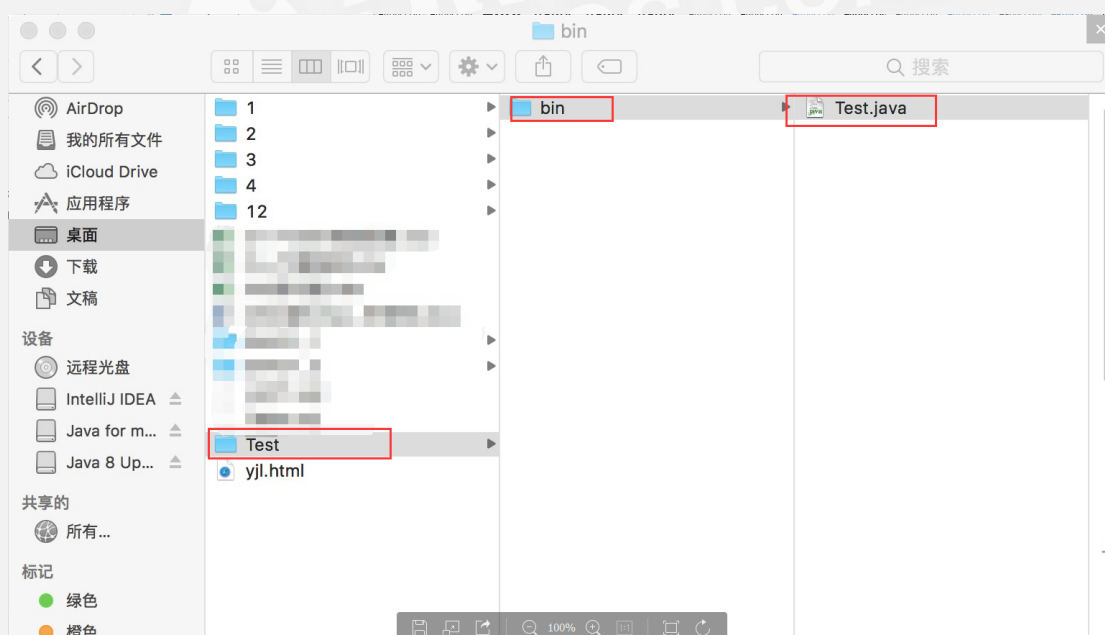 bin
搜索
AirDrop
我的所有文件
iCloud Drive
应用程序
桌面
下载
文稿
设备
远程光盘
IntelliJ IDEA
Java for m...
Java 8 Up...
共享的
所有...
标记
绿色
橙色
1
2
3
4
12
Test
yjl.html
bin
Test.java
100%
1:1